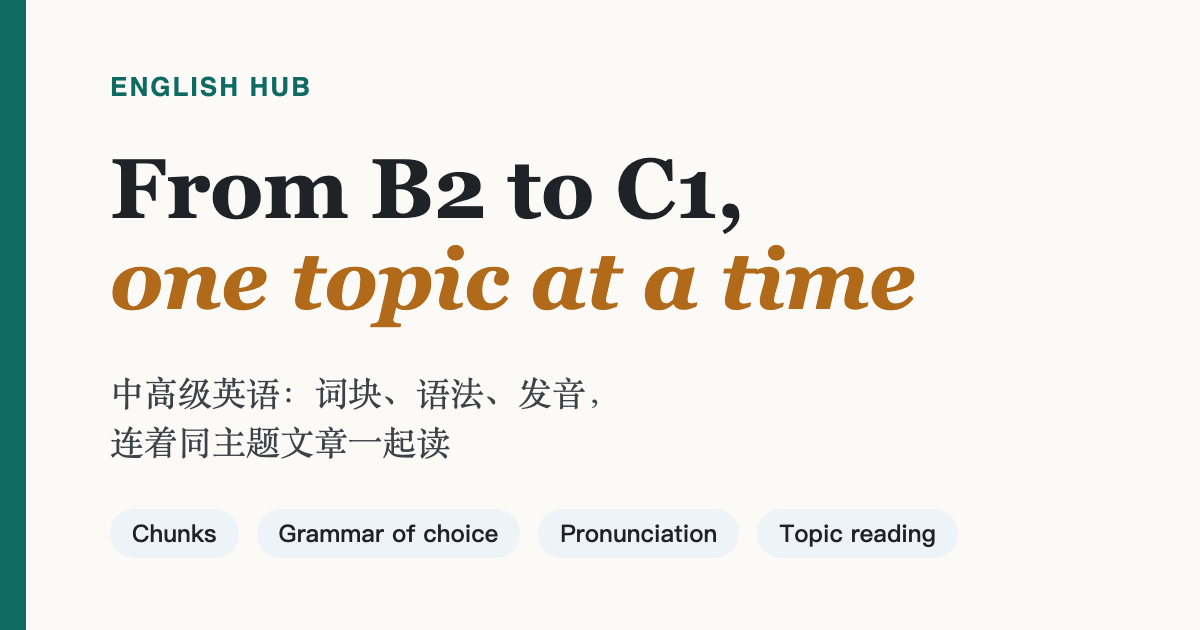 ENGLISH HUB
From B2 to C1,
one topic at a time
中高级英语：词块、语法、发音，
连着同主题文章一起读
Chunks
Grammar of choice
Pronunciation
Topic reading